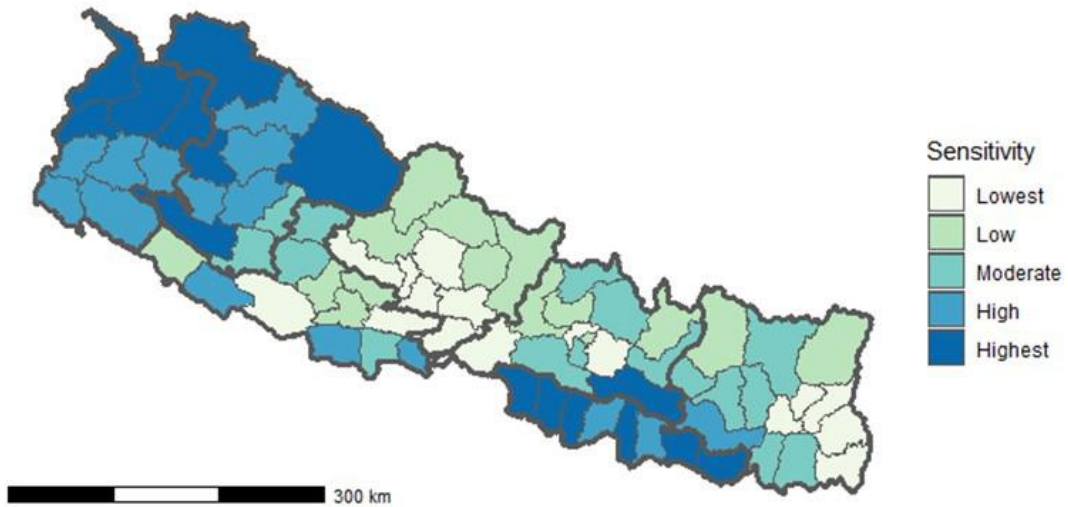 Sensitivity
Lowest
Low
Moderate
High
Highest
300 km